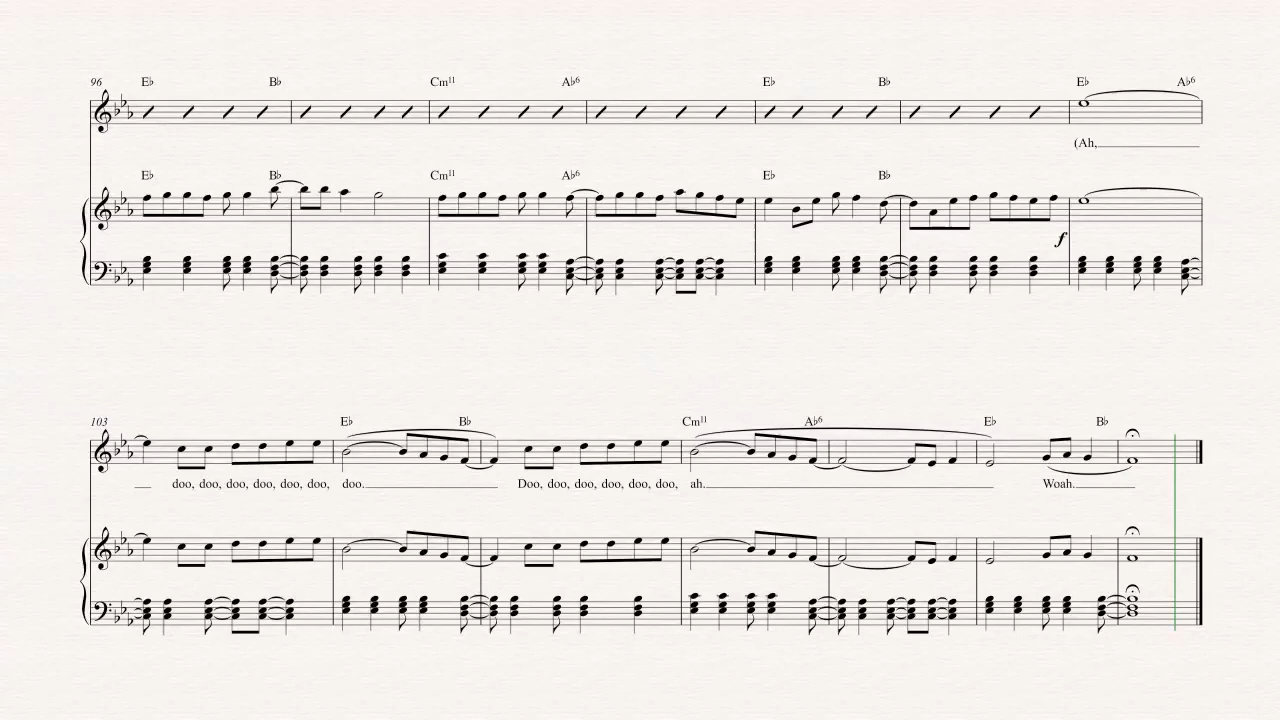 96 E♭ B♭ Cm11 A♭6 E♭ B♭ E♭ A♭6
(Ah,
E♭ B♭ Cm11 A♭6 E♭ B♭
f
103 E♭ B♭ Cm11 A♭6 E♭ B♭
doo, doo, doo, doo, doo, doo, doo. Doo, doo, doo, doo, doo, doo, ah. Woah.